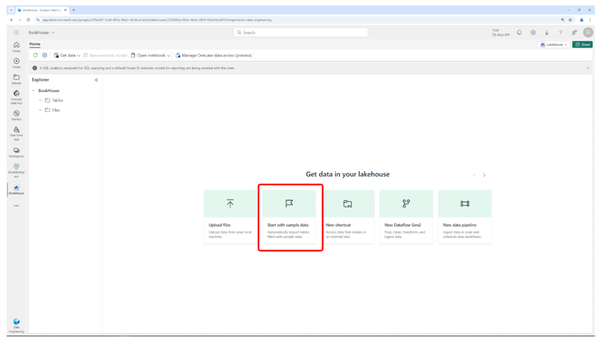 BookHouse
Search
Home
Get data
New semantic model
Open notebook
Manage OneLake data access (preview)
Lakehouse
Share
A SQL analytics endpoint for SQL querying and a default Power BI semantic model for reporting are being created with this item.
Explorer
BookHouse
Tables
Files
Home
Create
Browse
Workspaces
BookHouse
Get data in your lakehouse
Upload files
Upload data from your local machine.
Start with sample data
Automatically import tables filled with sample data.
New shortcut
Access data that resides in an external data
New Dataflow Gen2
Prep, clean, transform, and ingest data.
New data pipeline
Ingest data at scale and schedule data workflows.
Data
Engineering